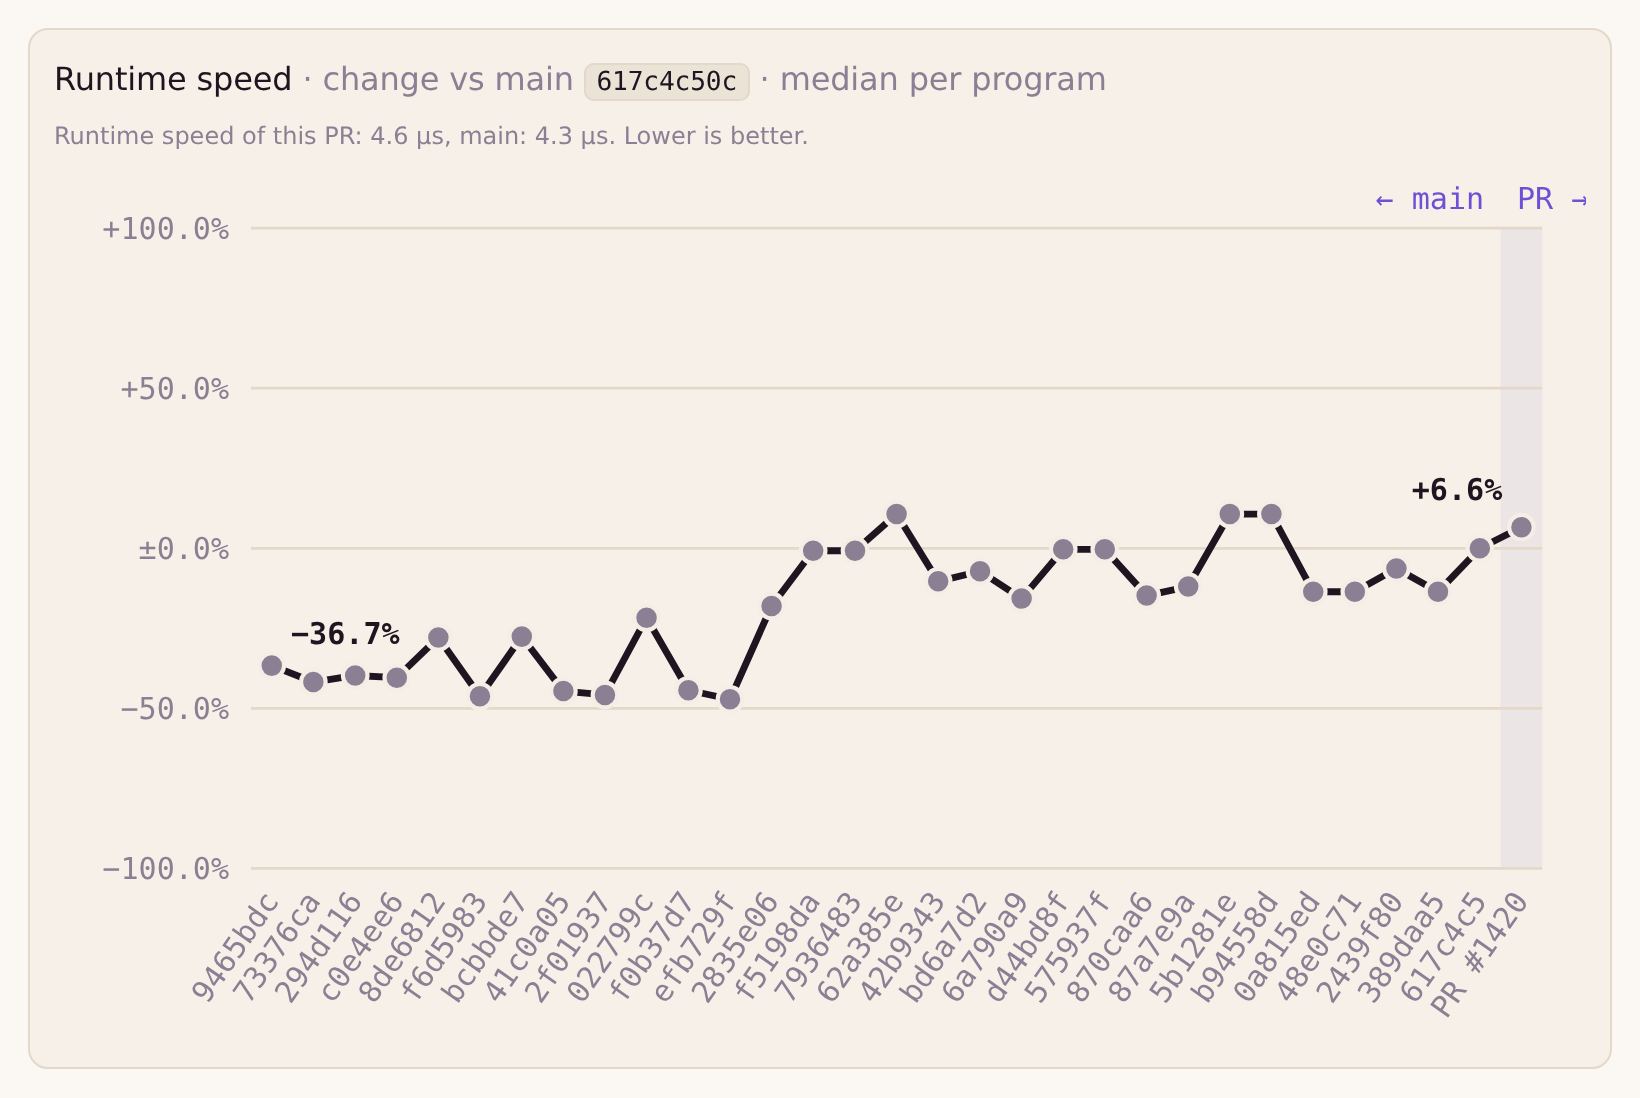 Runtime speed · change vs main 617c4c50c · median per program
Runtime speed of this PR: 4.6 µs, main: 4.3 µs. Lower is better.
← main PR →
+100.0%
+50.0%
±0.0%
−50.0%
−100.0%
−36.7%
+6.6%
9465bdc
73376ca
294d116
c0e4ee6
8de6812
f6d5983
bcbbde7
41c0a05
2f01937
022799c
f0b37d7
efb729f
2835e06
f5198da
7936483
62a385e
42b9343
bd6a7d2
6a790a9
d44bd8f
575937f
870caa6
87a7e9a
5b1281e
b94558d
0a815ed
48e0c71
2439f80
389daa5
617c4c5
PR #1420